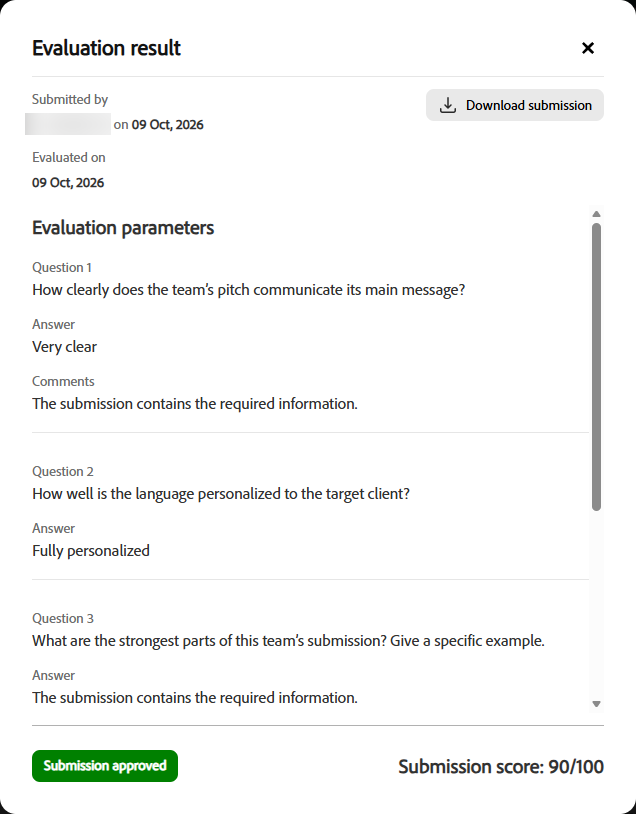 Evaluation result
Submitted by
Download submission
on 09 Oct, 2026
Evaluated on
09 Oct, 2026
Evaluation parameters
Question 1
How clearly does the team's pitch communicate its main message?
Answer
Very clear
Comments
The submission contains the required information.
Question 2
How well is the language personalized to the target client?
Answer
Fully personalized
Question 3
What are the strongest parts of this team's submission? Give a specific example.
Answer
The submission contains the required information.
Submission approved
Submission score: 90/100